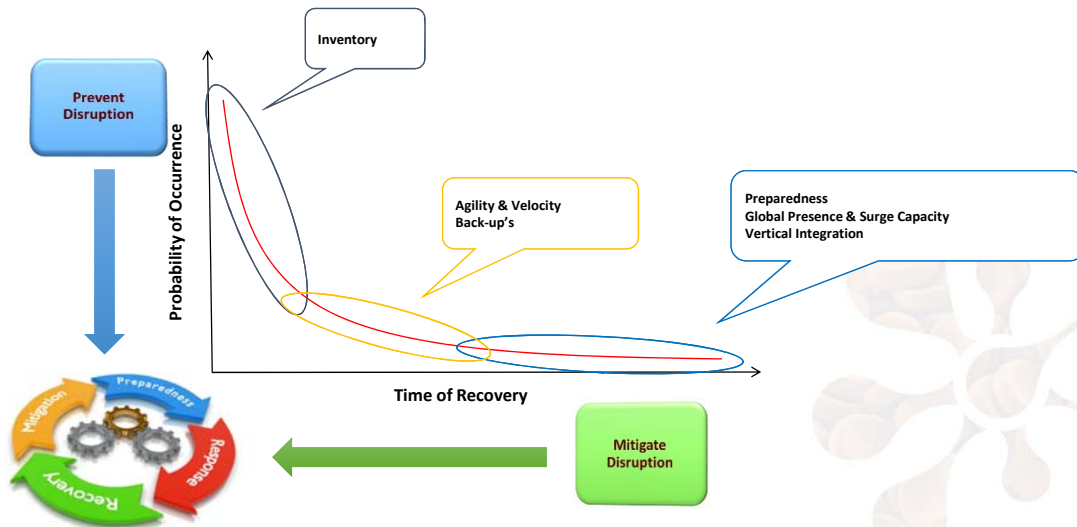 Inventory
Prevent
Disruption
Probability of Occurrence
Agility & Velocity
Back-up's
Preparedness
Global Presence & Surge Capacity
Vertical Integration
Time of Recovery
Mitigation
Preparedness
Response
Recovery
Mitigate
Disruption